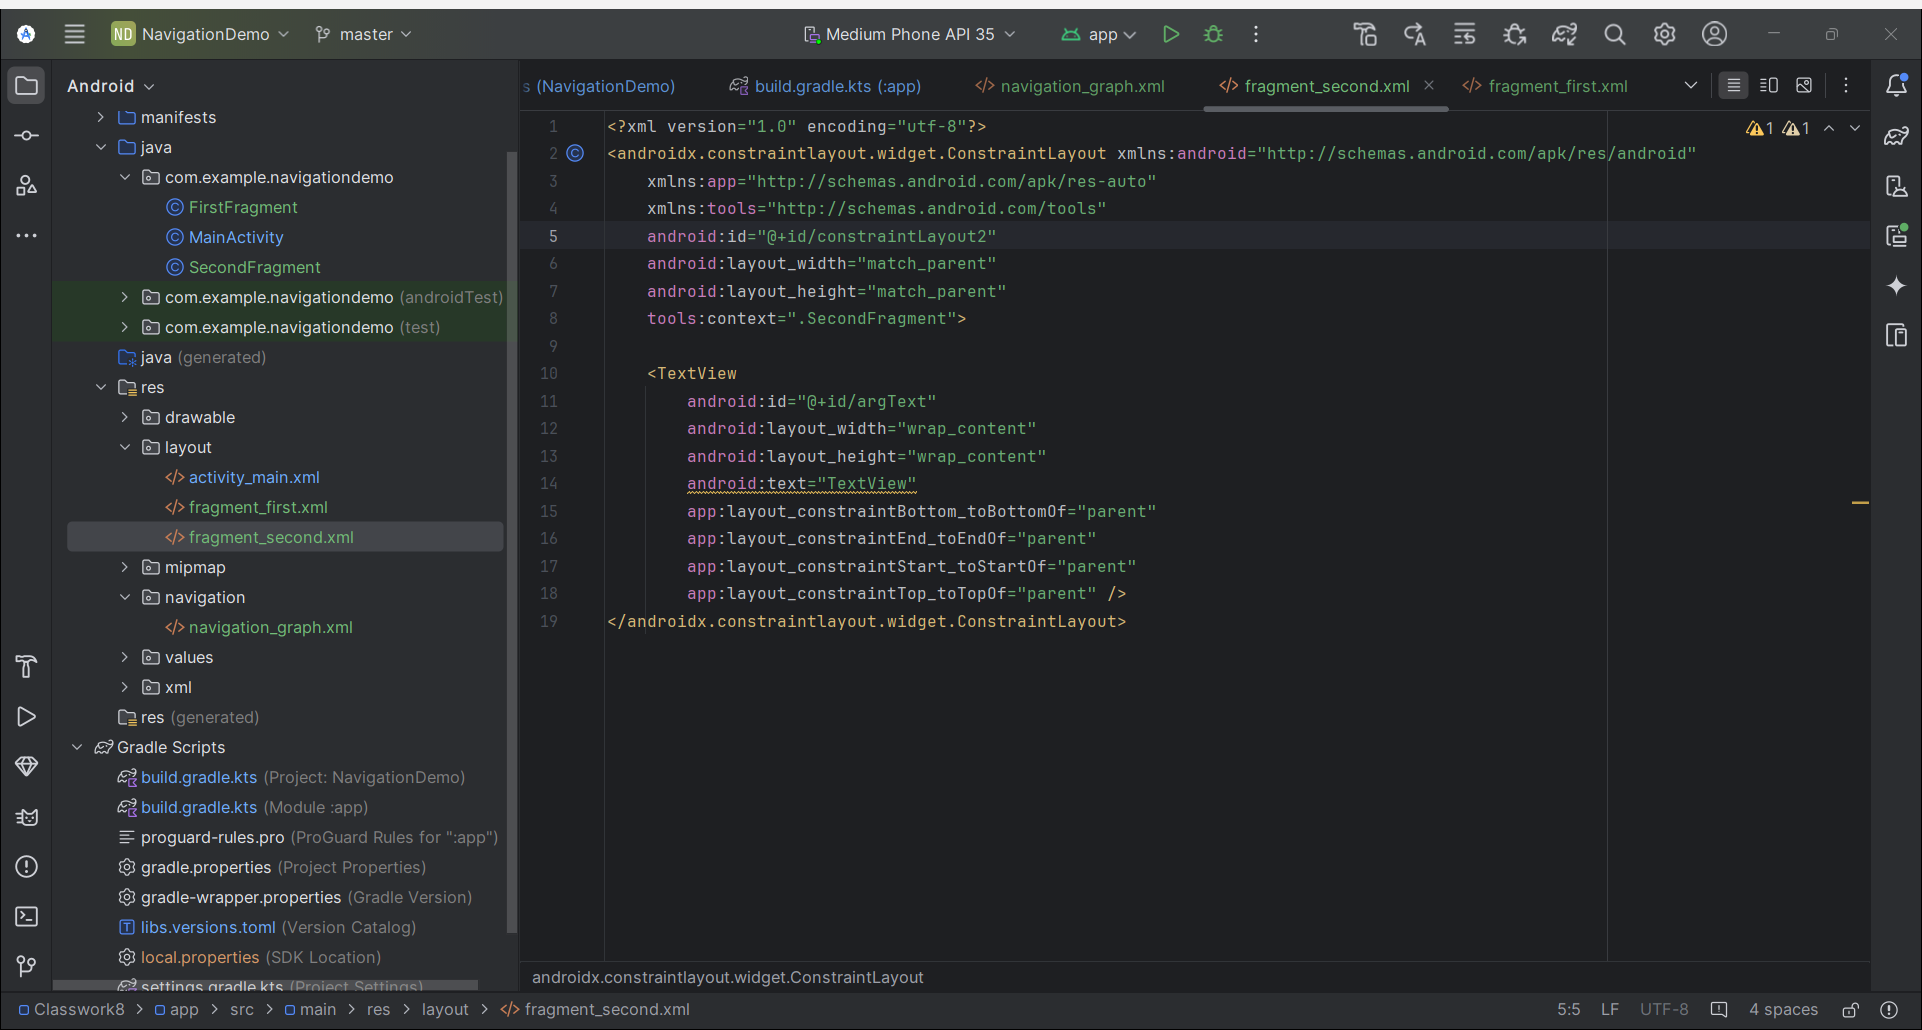 ND NavigationDemo master Medium Phone API 35 app
Android
manifests
java
com.example.navigationdemo
FirstFragment
MainActivity
SecondFragment
com.example.navigationdemo (androidTest)
com.example.navigationdemo (test)
java (generated)
res
drawable
layout
activity_main.xml
fragment_first.xml
fragment_second.xml
mipmap
navigation
navigation_graph.xml
values
xml
res (generated)
Gradle Scripts
build.gradle.kts (Project: NavigationDemo)
build.gradle.kts (Module :app)
proguard-rules.pro (ProGuard Rules for ":app")
gradle.properties (Project Properties)
gradle-wrapper.properties (Gradle Version)
libs.versions.toml (Version Catalog)
local.properties (SDK Location)
settings.gradle.kts (Project Settings)
s (NavigationDemo) build.gradle.kts (:app) navigation_graph.xml fragment_second.xml fragment_first.xml
1 1
1 <?xml version="1.0" encoding="utf-8"?>
2 <androidx.constraintlayout.widget.ConstraintLayout xmlns:android="http://schemas.android.com/apk/res/android"
3 xmlns:app="http://schemas.android.com/apk/res-auto"
4 xmlns:tools="http://schemas.android.com/tools"
5 android:id="@+id/constraintLayout2"
6 android:layout_width="match_parent"
7 android:layout_height="match_parent"
8 tools:context=".SecondFragment">
9
10 <TextView
11 android:id="@+id/argText"
12 android:layout_width="wrap_content"
13 android:layout_height="wrap_content"
14 android:text="TextView"
15 app:layout_constraintBottom_toBottomOf="parent"
16 app:layout_constraintEnd_toEndOf="parent"
17 app:layout_constraintStart_toStartOf="parent"
18 app:layout_constraintTop_toTopOf="parent" />
19 </androidx.constraintlayout.widget.ConstraintLayout>
androidx.constraintlayout.widget.ConstraintLayout
Classwork8 > app > src > main > res > layout > fragment_second.xml 5:5 LF UTF-8 4 spaces